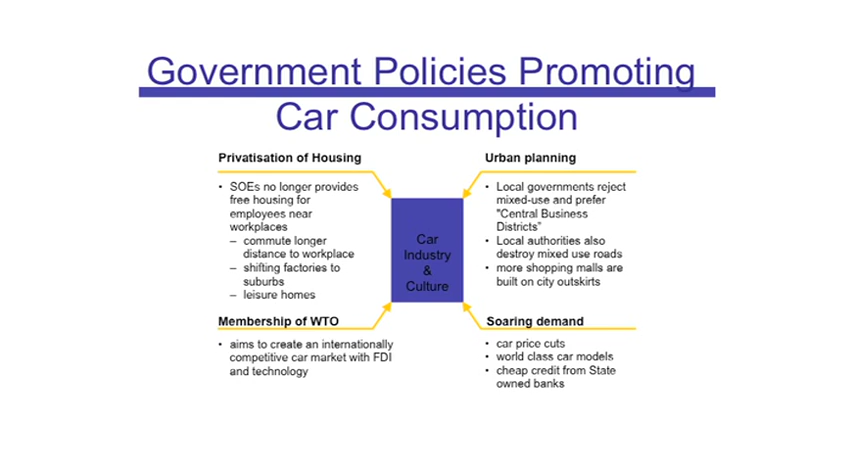 Government Policies Promoting
Car Consumption
Privatisation of Housing
• SOEs no longer provides
free housing for
employees near
workplaces
– commute longer
distance to workplace
– shifting factories to
suburbs
– leisure homes
Urban planning
• Local governments reject
mixed-use and prefer
"Central Business
Districts”
• Local authorities also
destroy mixed use roads
• more shopping malls are
built on city outskirts
Car
Industry
&
Culture
Membership of WTO
• aims to create an internationally
competitive car market with FDI
and technology
Soaring demand
• car price cuts
• world class car models
• cheap credit from State
owned banks